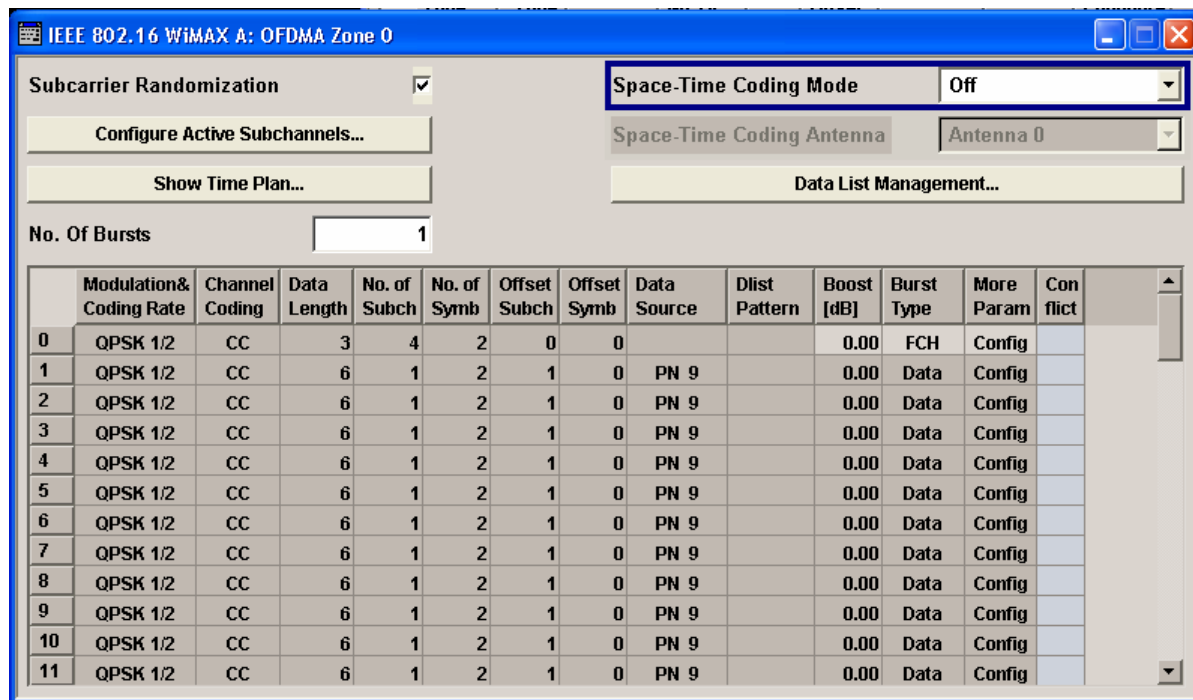 IEEE 802.16 WiMAX A: OFDMA Zone 0
Subcarrier Randomization
Space-Time Coding Mode Off
Configure Active Subchannels...
Space-Time Coding Antenna Antenna 0
Show Time Plan...
Data List Management...
No. Of Bursts 1
Modulation& Channel Data No. of No. of Offset Offset Data Dlist Boost Burst More Con
Coding Rate Coding Length Subch Symb Subch Symb Source Pattern [dB] Type Param flict
0 QPSK 1/2 CC 3 4 2 0 0 0.00 FCH Config
1 QPSK 1/2 CC 6 1 2 1 0 PN 9 0.00 Data Config
2 QPSK 1/2 CC 6 1 2 1 0 PN 9 0.00 Data Config
3 QPSK 1/2 CC 6 1 2 1 0 PN 9 0.00 Data Config
4 QPSK 1/2 CC 6 1 2 1 0 PN 9 0.00 Data Config
5 QPSK 1/2 CC 6 1 2 1 0 PN 9 0.00 Data Config
6 QPSK 1/2 CC 6 1 2 1 0 PN 9 0.00 Data Config
7 QPSK 1/2 CC 6 1 2 1 0 PN 9 0.00 Data Config
8 QPSK 1/2 CC 6 1 2 1 0 PN 9 0.00 Data Config
9 QPSK 1/2 CC 6 1 2 1 0 PN 9 0.00 Data Config
10 QPSK 1/2 CC 6 1 2 1 0 PN 9 0.00 Data Config
11 QPSK 1/2 CC 6 1 2 1 0 PN 9 0.00 Data Config